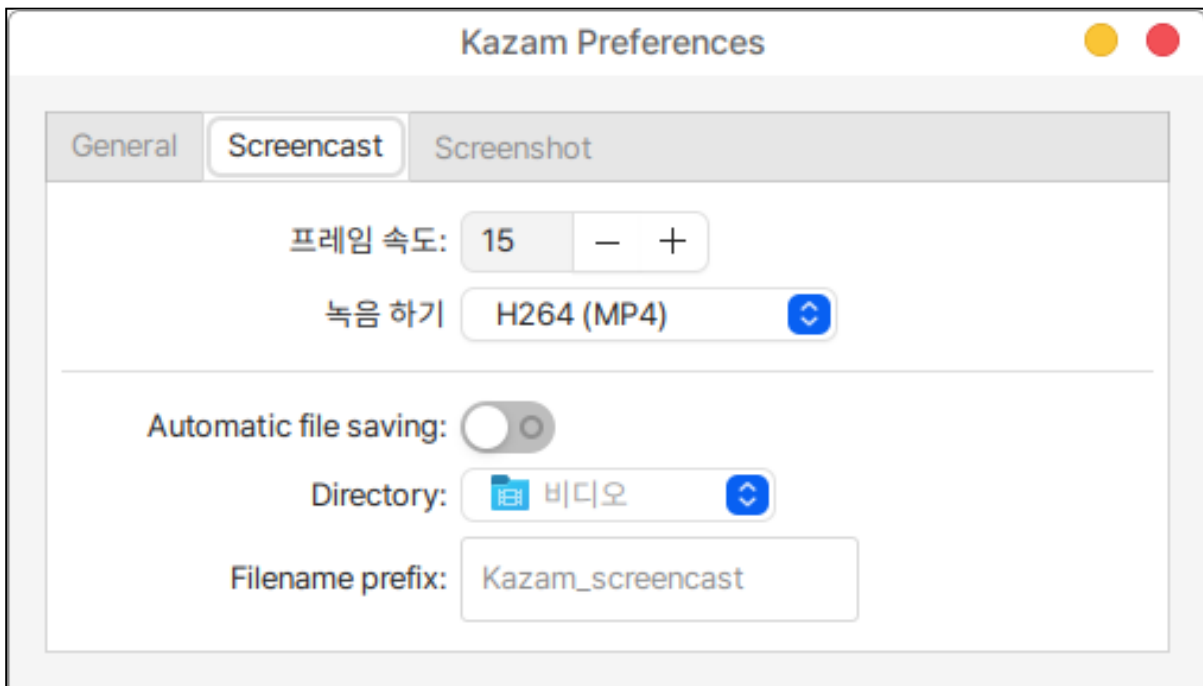 Kazam Preferences
General Screencast Screenshot
프레임 속도: 15 − +
녹음 하기 H264 (MP4)
Automatic file saving:
Directory: 비디오
Filename prefix: Kazam_screencast